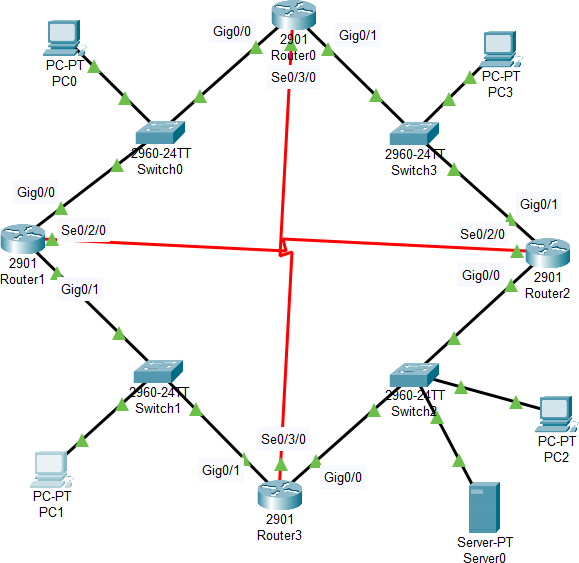 Gig0/0
2901
Router0
Gig0/1
Se0/3/0
PC-PT
PC0
PC-PT
PC3
2960-24TT
Switch0
2960-24TT
Switch3
Gig0/0
Se0/2/0
2901
Router1
Gig0/1
Gig0/1
Se0/2/0
2901
Router2
Gig0/0
2960-24TT
Switch1
2960-24TT
Switch2
PC-PT
PC1
Gig0/1
Se0/3/0
Gig0/0
2901
Router3
PC-PT
PC2
Server-PT
Server0